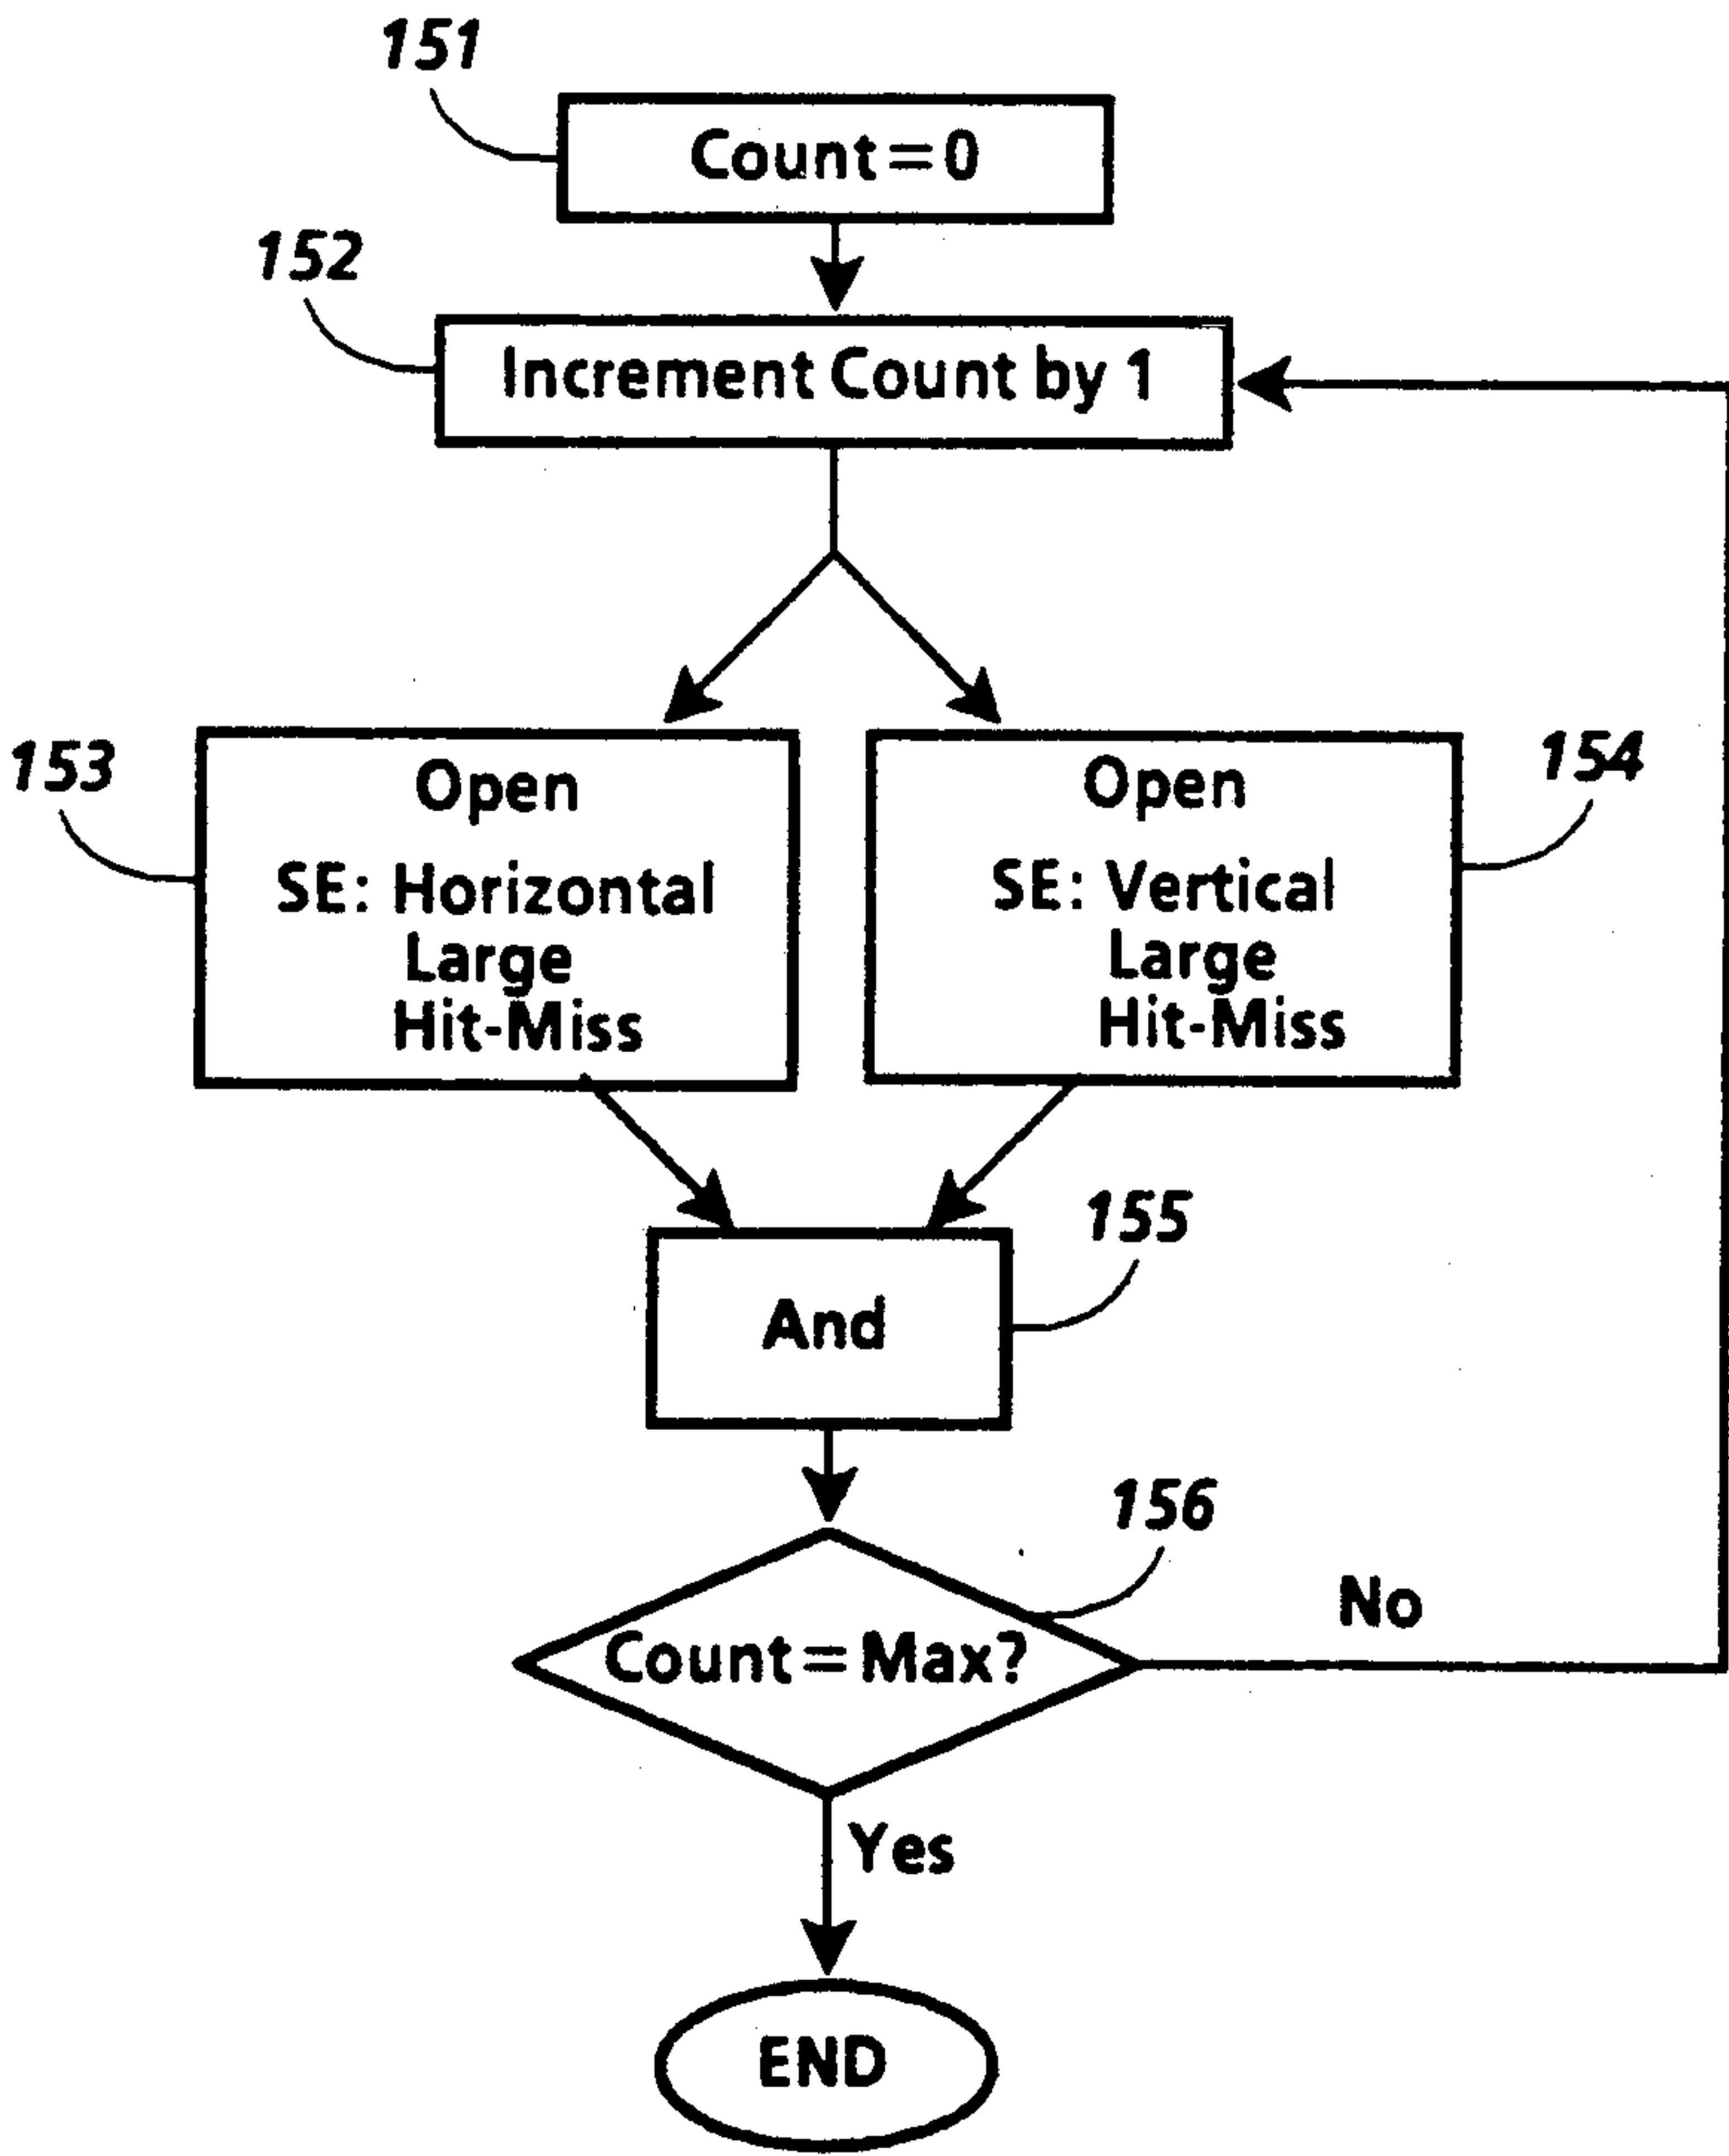 151
Count=0
152
Increment Count by 1
153
Open
SE: Horizontal
Large
Hit-Miss
154
Open
SE: Vertical
Large
Hit-Miss
155
And
156
Count=Max?
No
Yes
END